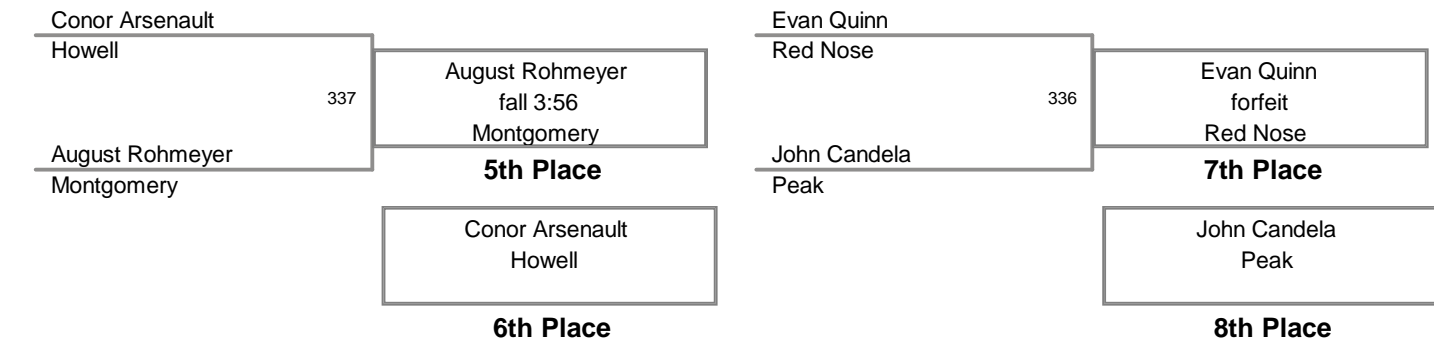 Conor Arsenault
Howell
337
August Rohmeyer
Montgomery
August Rohmeyer
fall 3:56
Montgomery
5th Place
Conor Arsenault
Howell
6th Place
Evan Quinn
Red Nose
336
John Candela
Peak
Evan Quinn
forfeit
Red Nose
7th Place
John Candela
Peak
8th Place